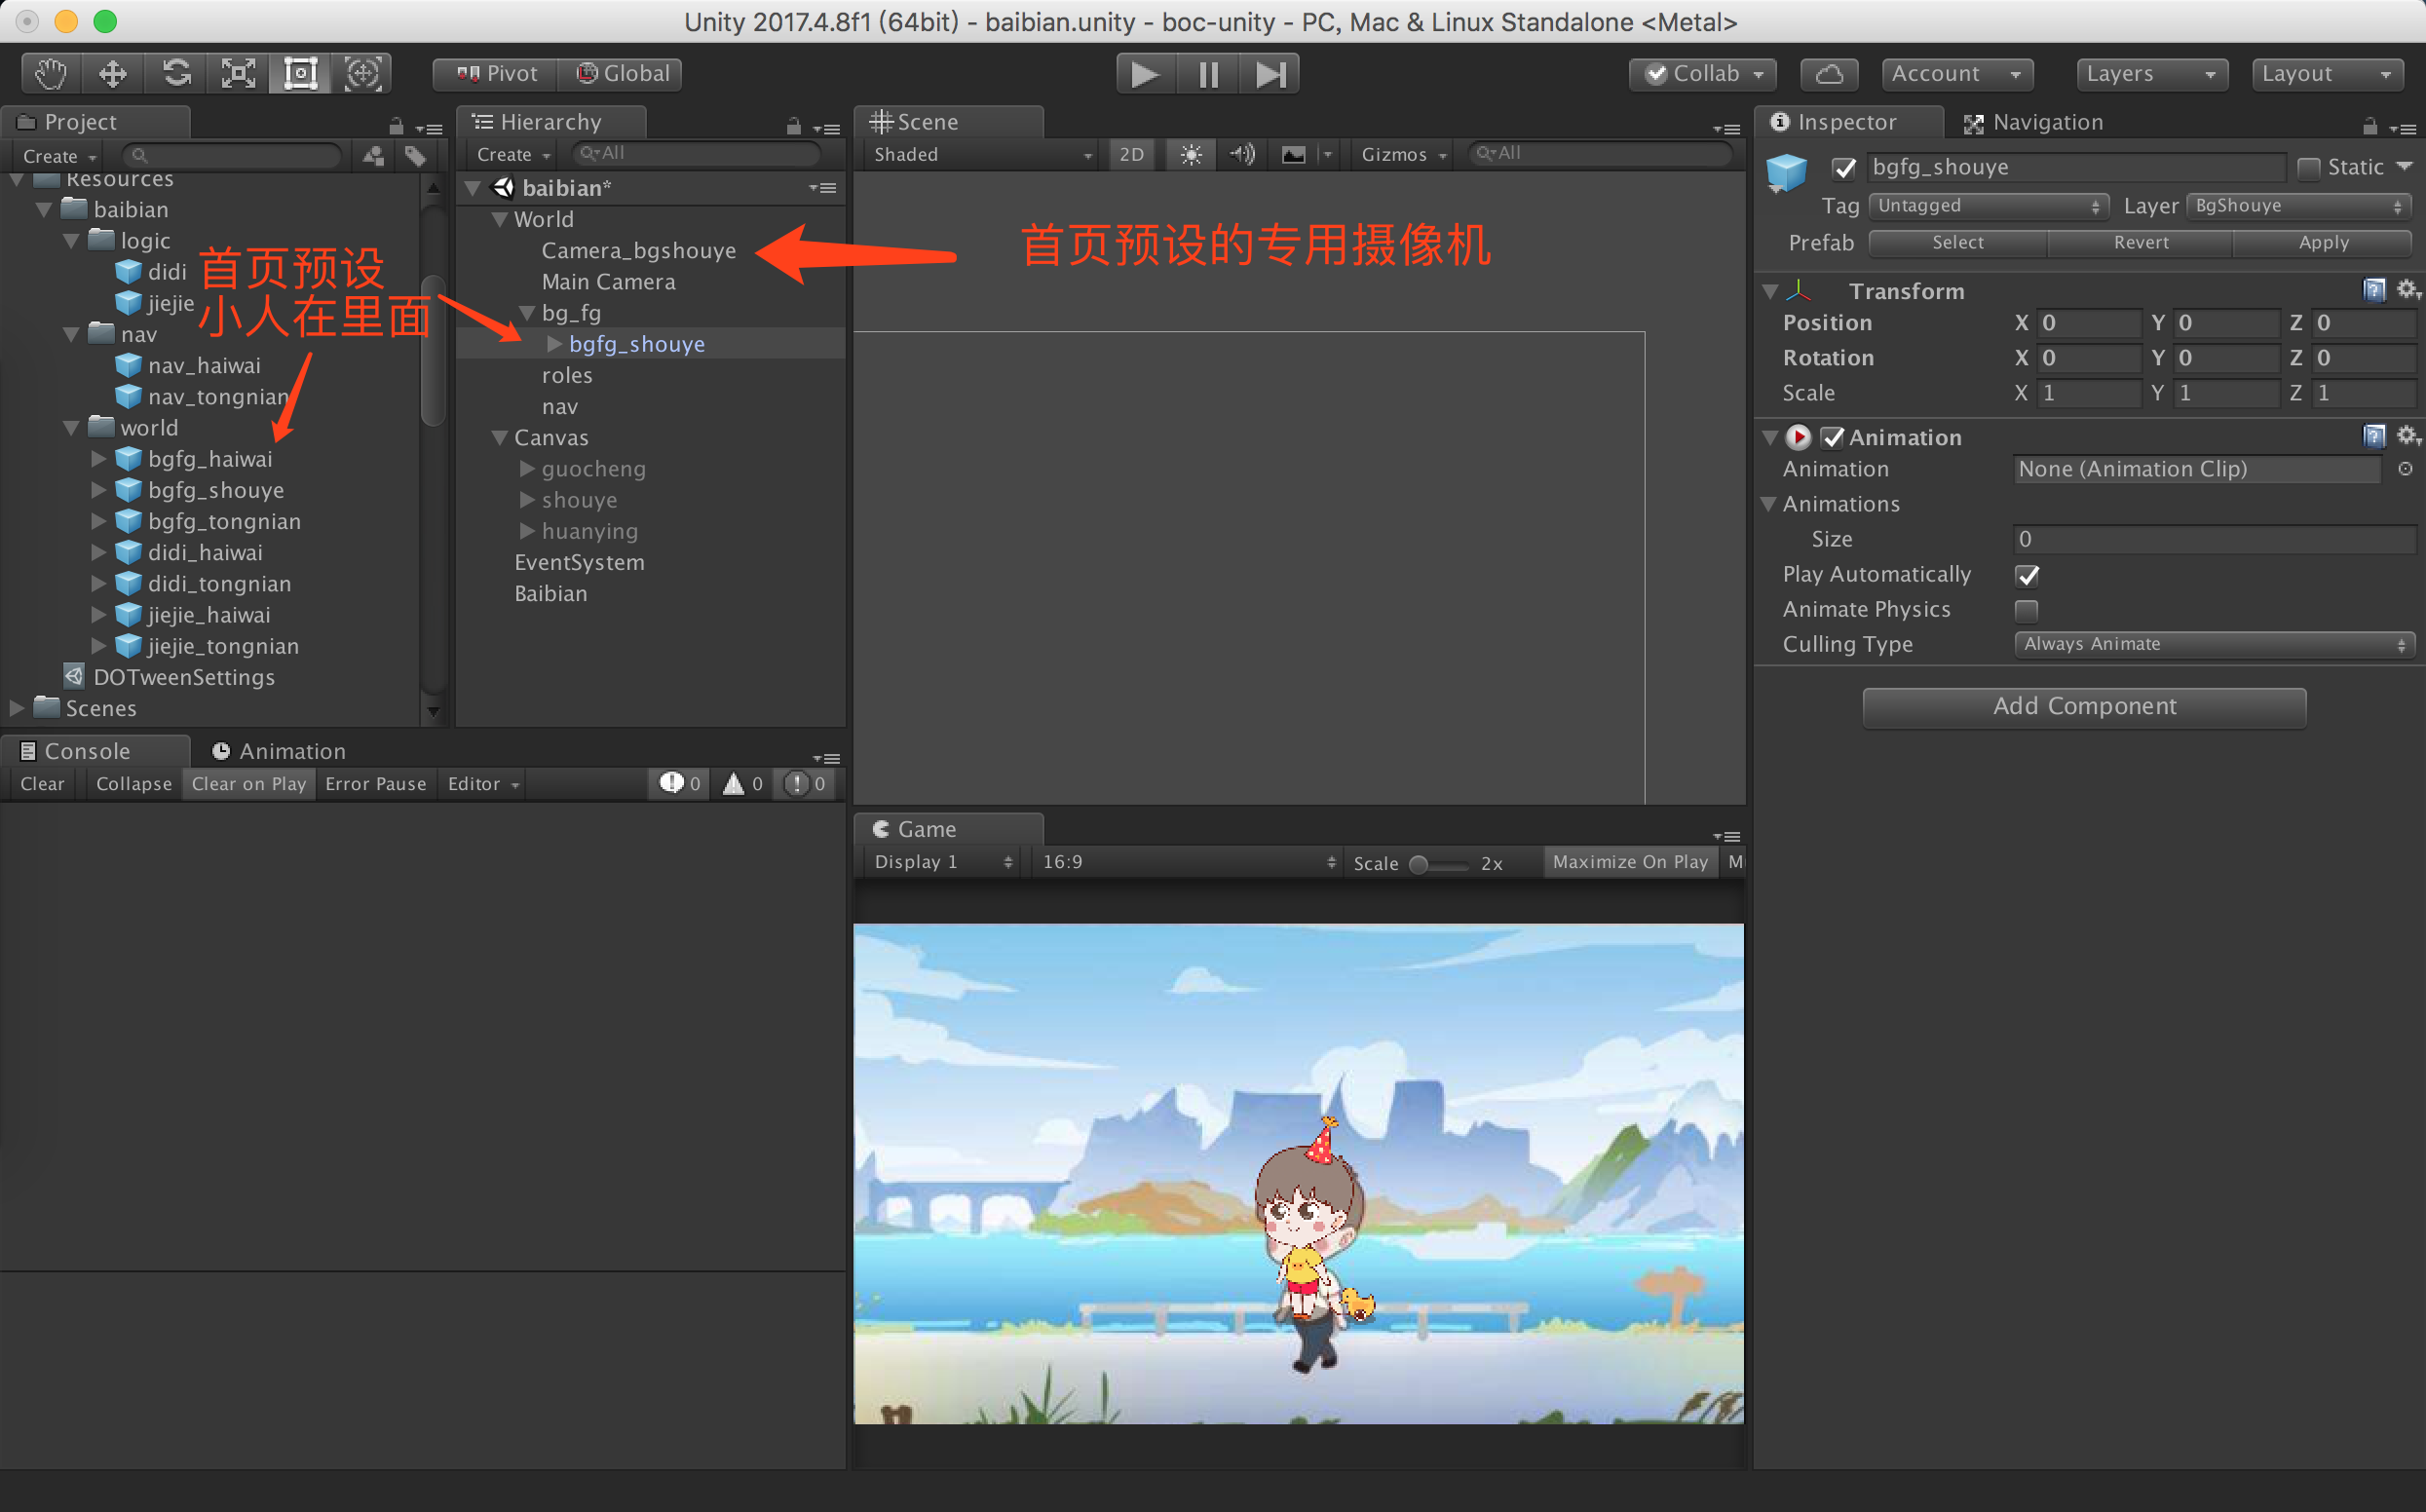 Unity 2017.4.8f1 (64bit) - baibian.unity - boc-unity - PC, Mac & Linux Standalone <Metal>
Pivot Global Collab Account Layers Layout
Project
Create
Resources
baibian
logic
didi
jiejie
nav
nav_haiwai
nav_tongnian
world
bgfg_haiwai
bgfg_shouye
bgfg_tongnian
didi_haiwai
didi_tongnian
jiejie_haiwai
jiejie_tongnian
DOTweenSettings
Scenes
首页预设
小人在里面
Hierarchy
Create All
baibian*
World
Camera_bgshouye
Main Camera
bg_fg
bgfg_shouye
roles
nav
Canvas
guocheng
shouye
huanying
EventSystem
Baibian
Scene
Shaded 2D Gizmos All
首页预设的专用摄像机
Inspector Navigation
bgfg_shouye Static
Tag Untagged Layer BgShouye
Prefab Select Revert Apply
Transform
Position X 0 Y 0 Z 0
Rotation X 0 Y 0 Z 0
Scale X 1 Y 1 Z 1
Animation
Animation None (Animation Clip)
Animations
Size 0
Play Automatically
Animate Physics
Culling Type Always Animate
Add Component
Console Animation
Clear Collapse Clear on Play Error Pause Editor 0 0 0
Game
Display 1 16:9 Scale 2x Maximize On Play M